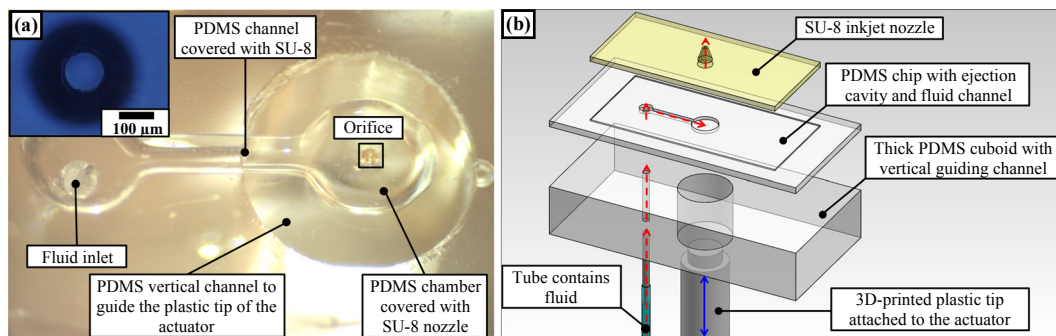 (a)
100 µm
PDMS channel
covered with SU-8
Orifice
Fluid inlet
PDMS vertical channel to
guide the plastic tip of the
actuator
PDMS chamber
covered with
SU-8 nozzle
(b)
SU-8 inkjet nozzle
PDMS chip with ejection
cavity and fluid channel
Thick PDMS cuboid with
vertical guiding channel
Tube contains
fluid
3D-printed plastic tip
attached to the actuator